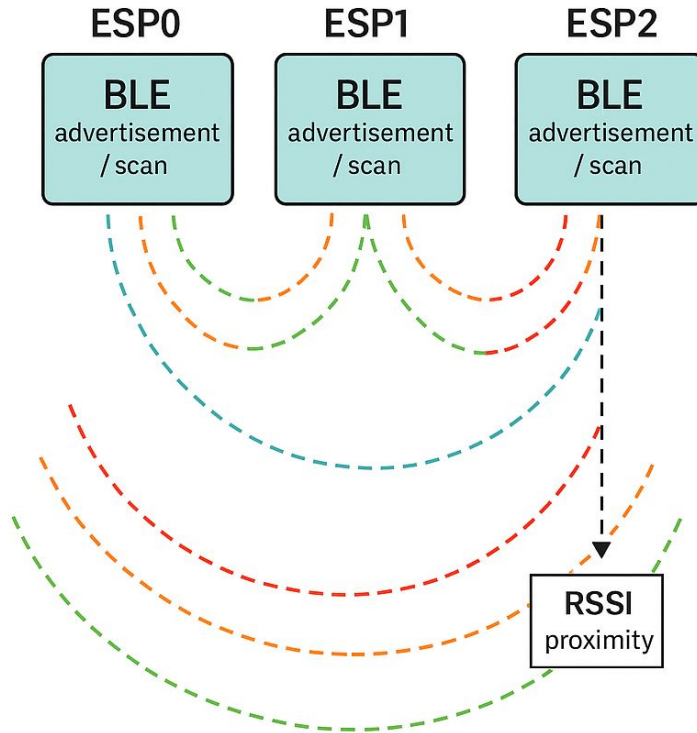 ESP0
ESP1
ESP2
BLE
advertisement
/ scan
BLE
advertisement
/ scan
BLE
advertisement
/ scan
RSSI
proximity